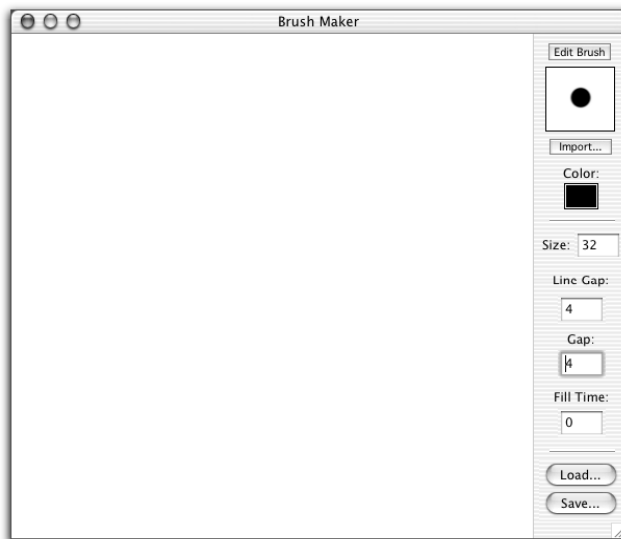 Brush Maker
Edit Brush
Import...
Color:
Size: 32
Line Gap:
4
Gap:
4
Fill Time:
0
Load...
Save...